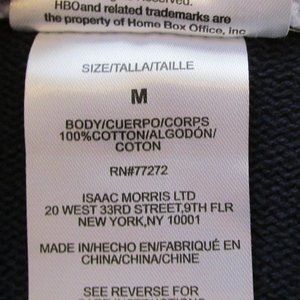 HBOand related trademarks are
the property of Home Box Office, Inc
SIZE/TALLA/TAILLE
M
BODY/CUERPO/CORPS
100%COTTON/ALGODÓN/
COTON
RN#77272
ISAAC MORRIS LTD
20 WEST 33RD STREET,9TH FLR
NEW YORK,NY 10001
MADE IN/HECHO EN/FABRIQUÉ EN
CHINA/CHINA/CHINE
SEE REVERSE FOR